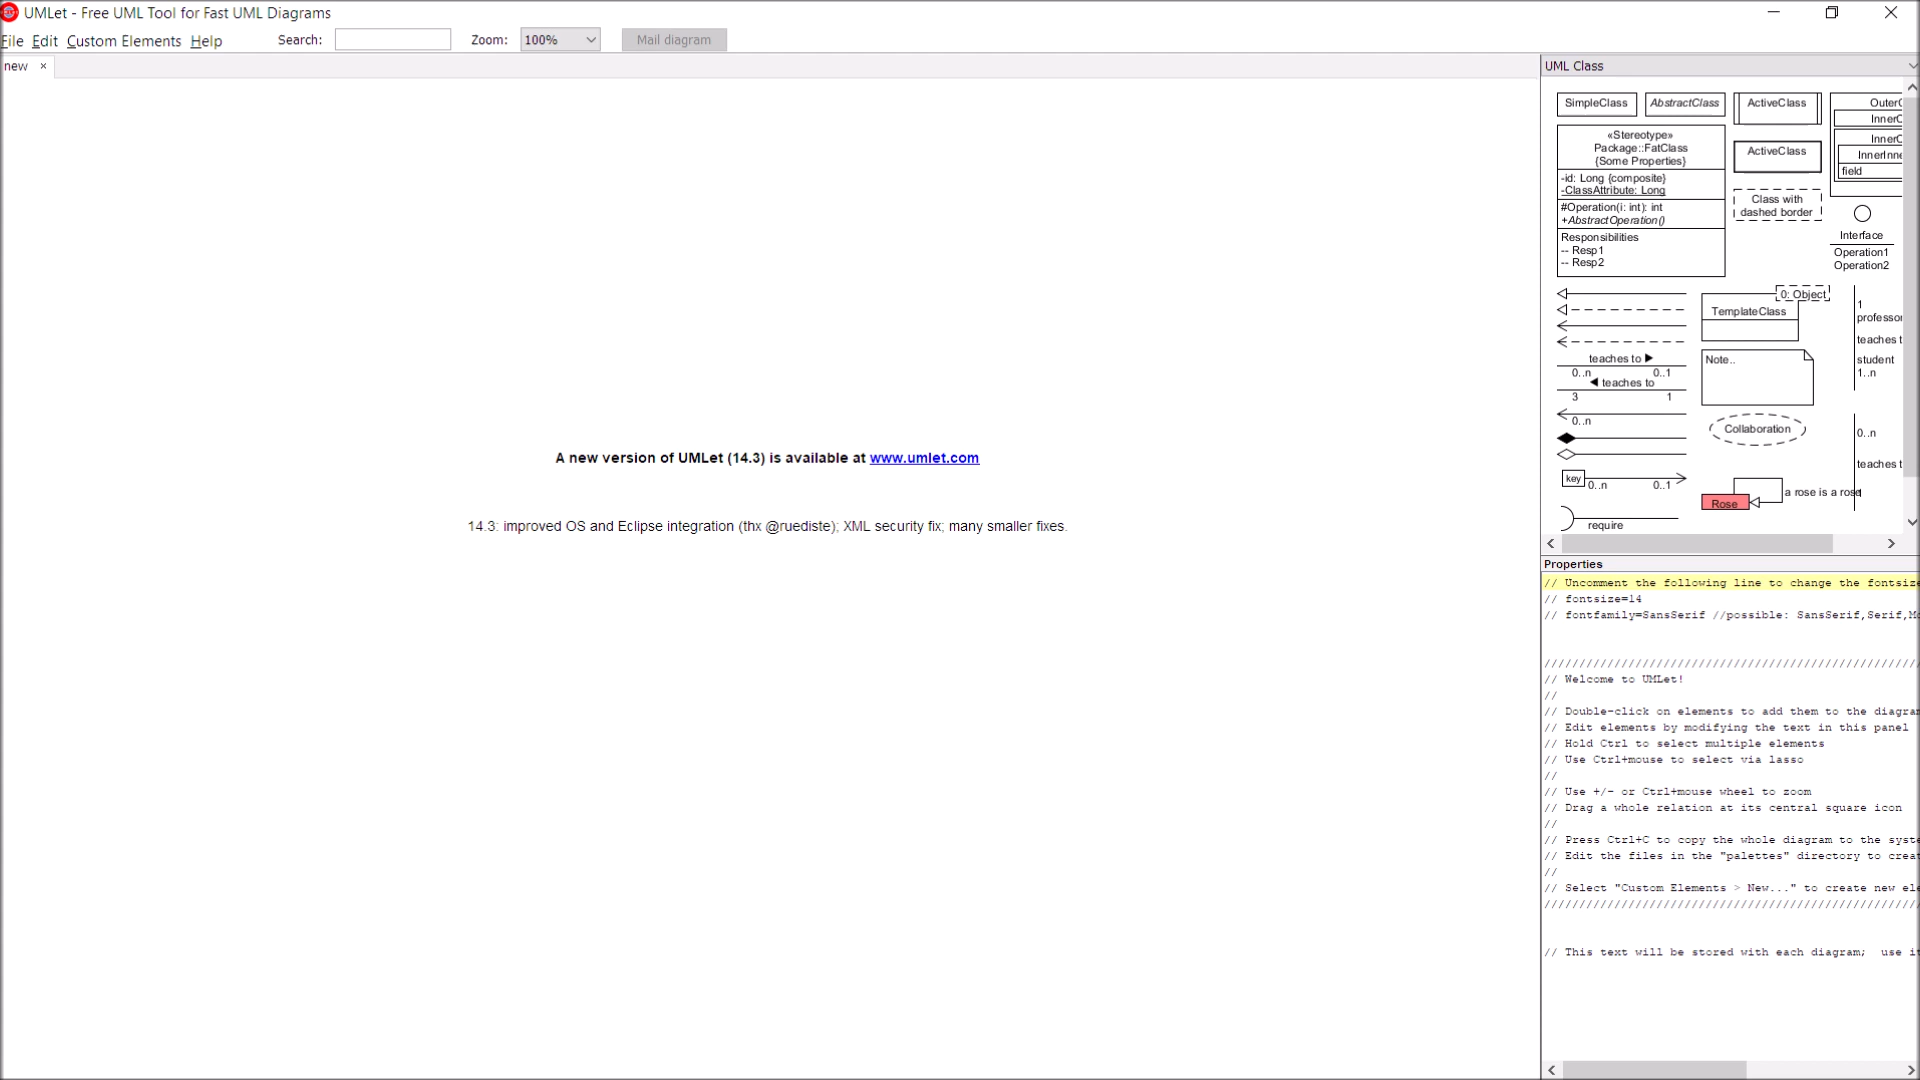 UMLet - Free UML Tool for Fast UML Diagrams
File Edit Custom Elements Help Search: Zoom: 100% Mail diagram
new ×
A new version of UMLet (14.3) is available at www.umlet.com
14.3: improved OS and Eclipse integration (thx @ruediste); XML security fix; many smaller fixes.
UML Class
SimpleClass
AbstractClass
ActiveClass
«Stereotype»
Package::FatClass
{Some Properties}
-id: Long {composite}
-ClassAttribute: Long
#Operation(i: int): int
+AbstractOperation()
Responsibilities
-- Resp1
-- Resp2
ActiveClass
Class with
dashed border
field
Interface
Operation1
Operation2
teaches to
0..n 0..1
teaches to
3 1
0..n
key
0..n 0..1
require
0: Object
TemplateClass
Note..
Collaboration
Rose
a rose is a rose
1
professor
teaches t
student
1..n
0..n
teaches t
Properties
// Uncomment the following line to change the fontsize
// fontsize=14
// fontfamily=SansSerif //possible: SansSerif,Serif,Mo
// Welcome to UMLet!
//
// Double-click on elements to add them to the diagram
// Edit elements by modifying the text in this panel
// Hold Ctrl to select multiple elements
// Use Ctrl+mouse to select via lasso
//
// Use +/- or Ctrl+mouse wheel to zoom
// Drag a whole relation at its central square icon
//
// Press Ctrl+C to copy the whole diagram to the syste
// Edit the files in the "palettes" directory to creat
//
// Select "Custom Elements > New..." to create new ele
// This text will be stored with each diagram;  use it